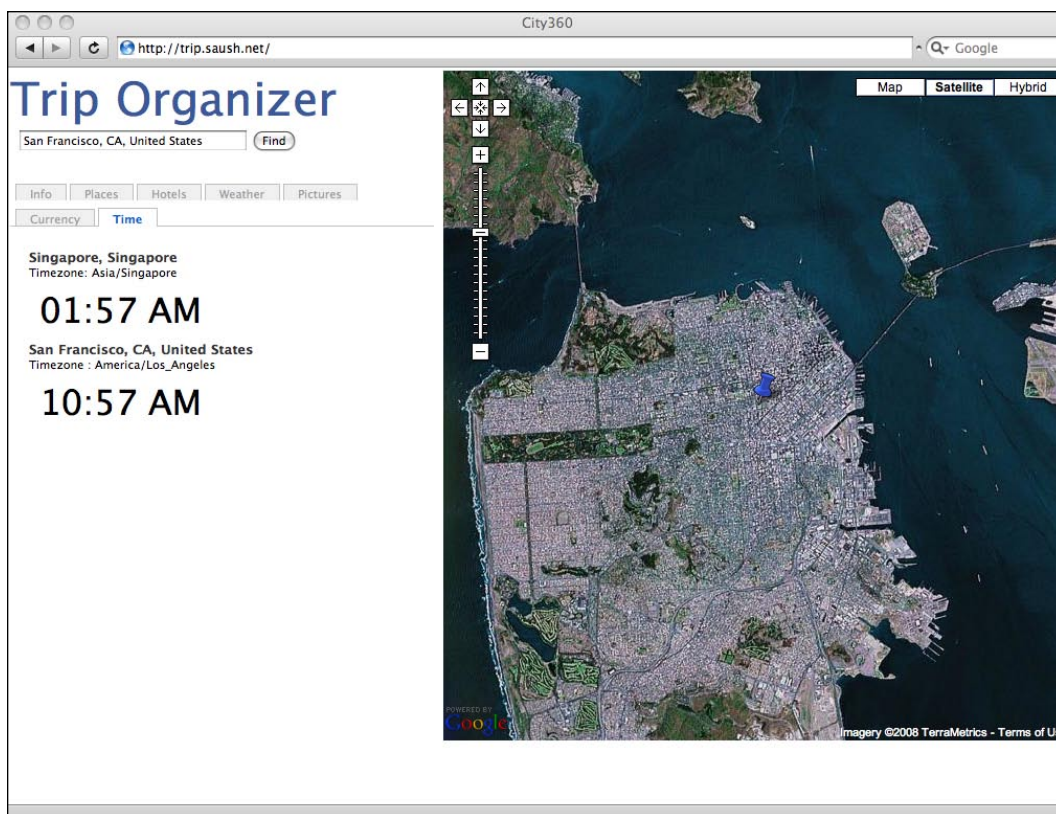 City360
http://trip.saush.net/
Google
Trip Organizer
San Francisco, CA, United States Find
Info Places Hotels Weather Pictures
Currency Time
Singapore, Singapore
Timezone: Asia/Singapore
01:57 AM
San Francisco, CA, United States
Timezone : America/Los_Angeles
10:57 AM
Map Satellite Hybrid
POWERED BY
Google
Imagery ©2008 TerraMetrics - Terms of U